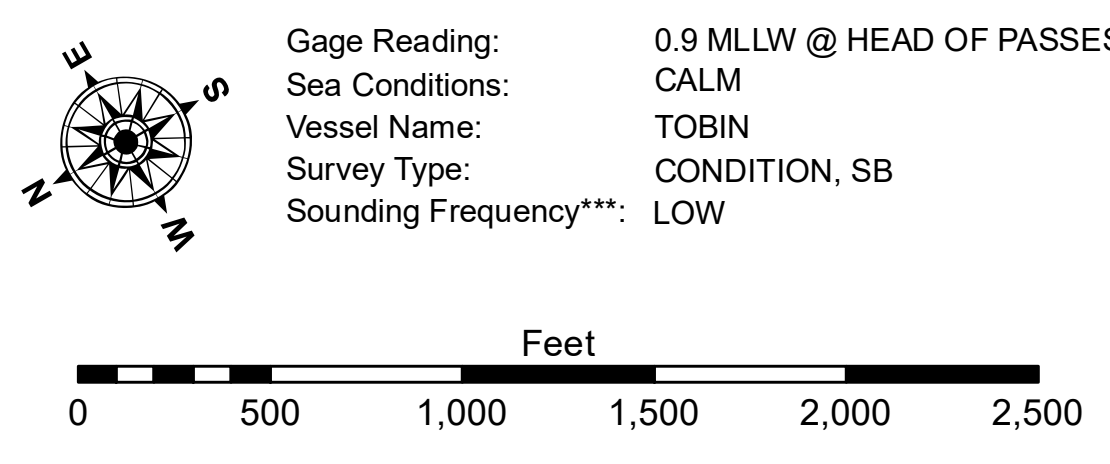 E
S
N
W
Gage Reading: 0.9 MLLW @ HEAD OF PASSES
Sea Conditions: CALM
Vessel Name: TOBIN
Survey Type: CONDITION, SB
Sounding Frequency***: LOW
Feet
0 500 1,000 1,500 2,000 2,500